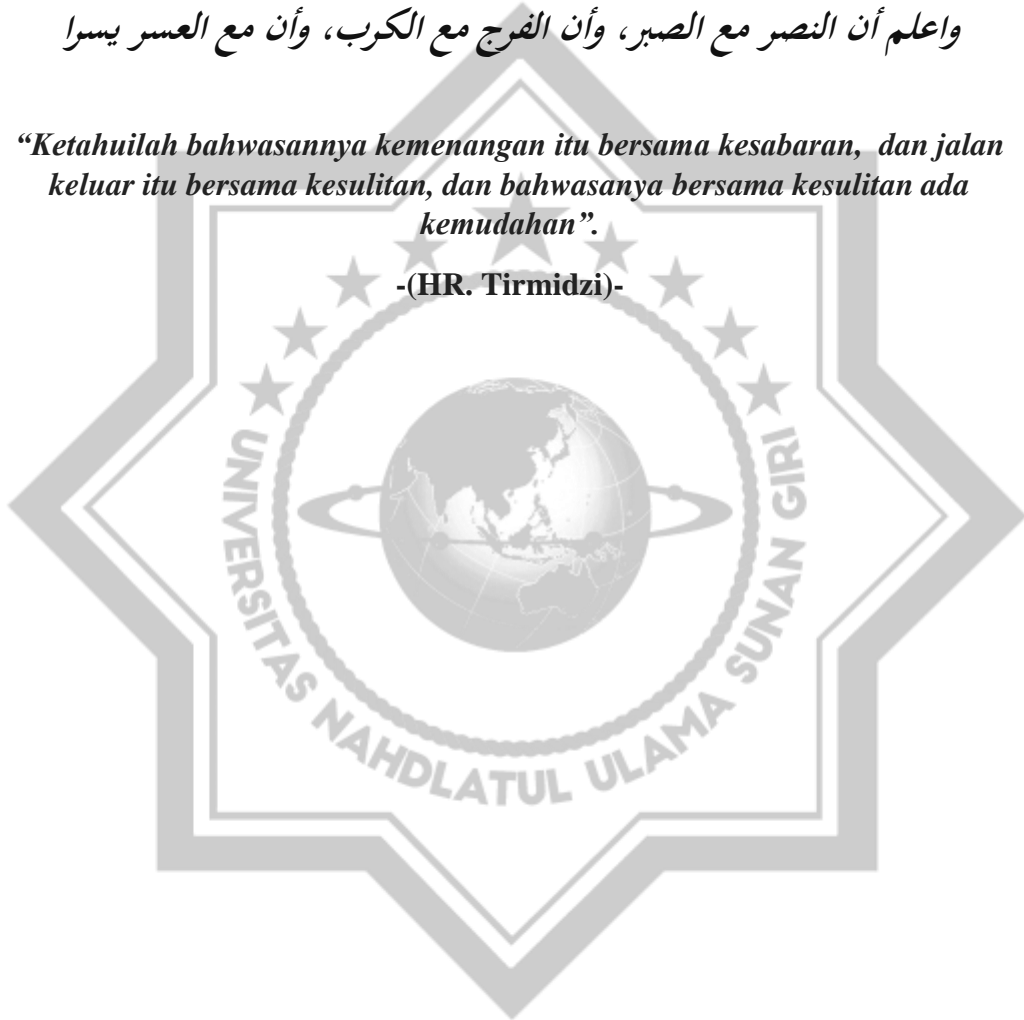 واعلم أن النصر مع الصبر، وأن الفرج مع الكرب، وأن مع العسر يسرا
“Ketahuilah bahwasannya kemenangan itu bersama kesabaran, dan jalan
keluar itu bersama kesulitan, dan bahwasanya bersama kesulitan ada
kemudahan”.
-(HR. Tirmidzi)-
UNIVERSITAS NAHDLATUL ULAMA SUNAN GIRI